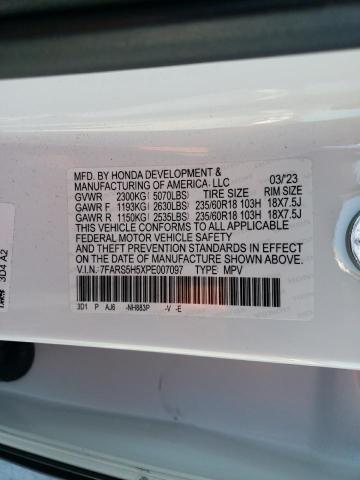 MFD. BY HONDA DEVELOPMENT & 03/'23
MANUFACTURING OF AMERICA, LLC
GVWR 2300KG (5070LBS) TIRE SIZE RIM SIZE
GAWR F 1193KG (2630LBS) 235/60R18 103H 18X7.5J
GAWR R 1150KG (2535LBS) 235/60R18 103H 18X7.5J
THIS VEHICLE CONFORMS TO ALL APPLICABLE
FEDERAL MOTOR VEHICLE SAFETY STANDARDS
IN EFFECT ON THE DATE OF MANUFACTURE
SHOWN ABOVE.
V.I.N. 7FARS5H5XPE007097 TYPE: MPV
3D1 P AJ6 -NH883P -V -E
3D4 A2